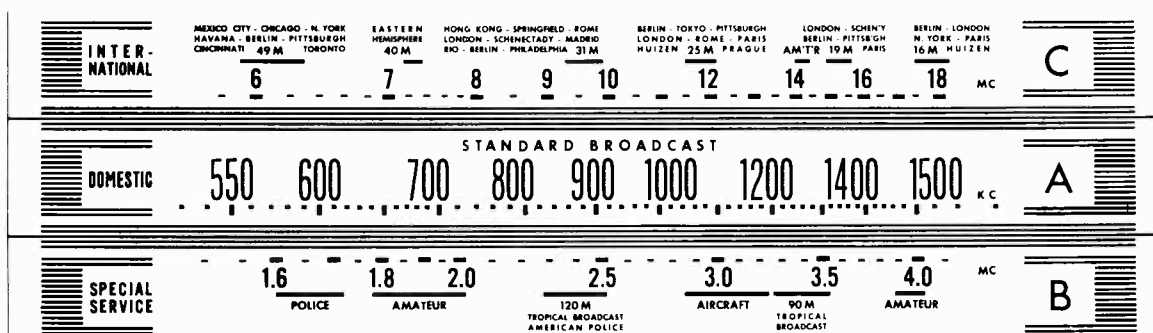 MEXICO CITY - CHICAGO - N. YORK
HAVANA - BERLIN - PITTSBURGH
CINCINNATI 49 M TORONTO
EASTERN
HEMISPHERE
40 M
HONG KONG - SPRINGFIELD - ROME
LONDON - SCHENECTADY - MADRID
RIO - BERLIN - PHILADELPHIA 31 M
BERLIN - TOKYO - PITTSBURGH
LONDON - ROME - PARIS
HUIZEN 25 M PRAGUE
AM'T'R
LONDON - SCHEN'Y
BERLIN - PITTSB'GH
19 M PARIS
BERLIN - LONDON
N. YORK - PARIS
16 M HUIZEN
INTER-
NATIONAL
6 7 8 9 10 12 14 16 18 MC
C
STANDARD BROADCAST
DOMESTIC
550 600 700 800 900 1000 1200 1400 1500 KC
A
SPECIAL
SERVICE
1.6 1.8 2.0 2.5 3.0 3.5 4.0 MC
POLICE
AMATEUR
120 M
TROPICAL BROADCAST
AMERICAN POLICE
AIRCRAFT
90 M
TROPICAL
BROADCAST
AMATEUR
B